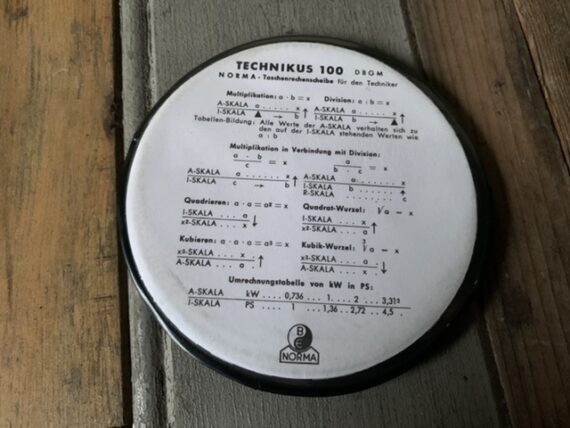 TECHNIKUS 100 DBGM
NORMA - Taschenrechenscheibe für den Techniker
Multiplikation: a · b = x Division: a : b = x
A-SKALA a ...... x ↑ A-SKALA a ...... x ↑
I-SKALA ▲ → b I-SKALA b → ▲
Tabellen-Bildung: Alle Werte der A-SKALA verhalten sich zu
den auf der I-SKALA stehenden Werten wie
a : b
Multiplikation in Verbindung mit Division:
a · b / c = x a / b · c = x
A-SKALA a ...... x ↑ A-SKALA a ...... x
I-SKALA c → b I-SKALA b ...... ↑
R-SKALA ...... c
Quadrieren: a · a = a² = x Quadrat-Wurzel: √a = x
I-SKALA ... a ↓ I-SKALA ... x ↑
x²-SKALA ... x x²-SKALA ... a
Kubieren: a · a · a = a³ = x Kubik-Wurzel: ∛a = x
x²-SKALA ... x ↑ x²-SKALA ... a ↓
A-SKALA ... a A-SKALA ... x
Umrechnungstabelle von kW in PS:
A-SKALA kW .... 0,736 ... 1 ... 2 ... 3,31²
I-SKALA PS .... 1 ... 1,36 .. 2,72 .. 4,5 .
NORMA